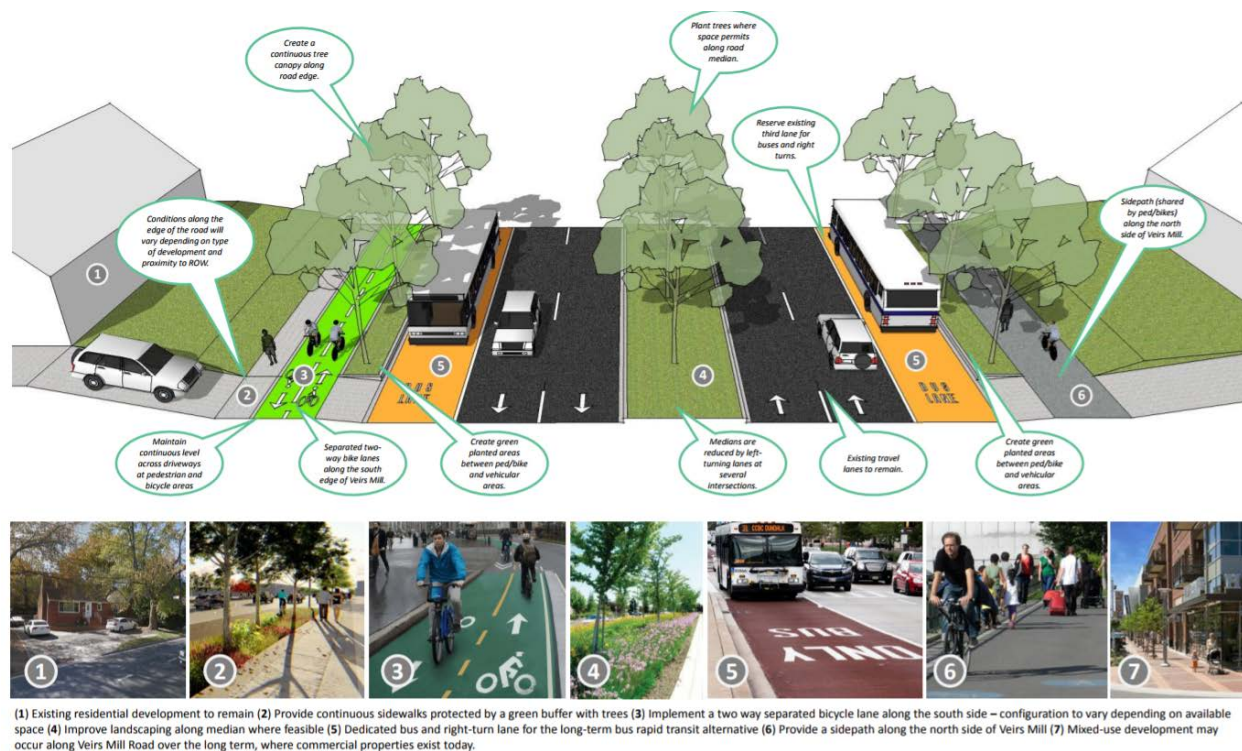 Create a
continuous tree
canopy along
road edge.
Plant trees where
space permits
along road
median.
Reserve existing
third lane for
buses and right
turns.
Conditions along the
edge of the road will
vary depending on type
of development and
proximity to ROW.
Sidepath (shared
by ped/bikes)
along the north
side of Veirs Mill.
1
2
3
5
4
5
6
BUS
LANE
BUS
LANE
Maintain
continuous level
across driveways
at pedestrian and
bicycle areas
Separated two-
way bike lanes
along the south
edge of Veirs Mill.
Create green
planted areas
between ped/bike
and vehicular
areas.
Medians are
reduced by left-
turning lanes at
several
intersections.
Existing travel
lanes to remain.
Create green
planted areas
between ped/bike
and vehicular
areas.
CCBC DUNDALK
BUS
ONLY
1
2
3
4
5
6
7
(1) Existing residential development to remain (2) Provide continuous sidewalks protected by a green buffer with trees (3) Implement a two way separated bicycle lane along the south side – configuration to vary depending on available
space (4) Improve landscaping along median where feasible (5) Dedicated bus and right-turn lane for the long-term bus rapid transit alternative (6) Provide a sidepath along the north side of Veirs Mill (7) Mixed-use development may
occur along Veirs Mill Road over the long term, where commercial properties exist today.